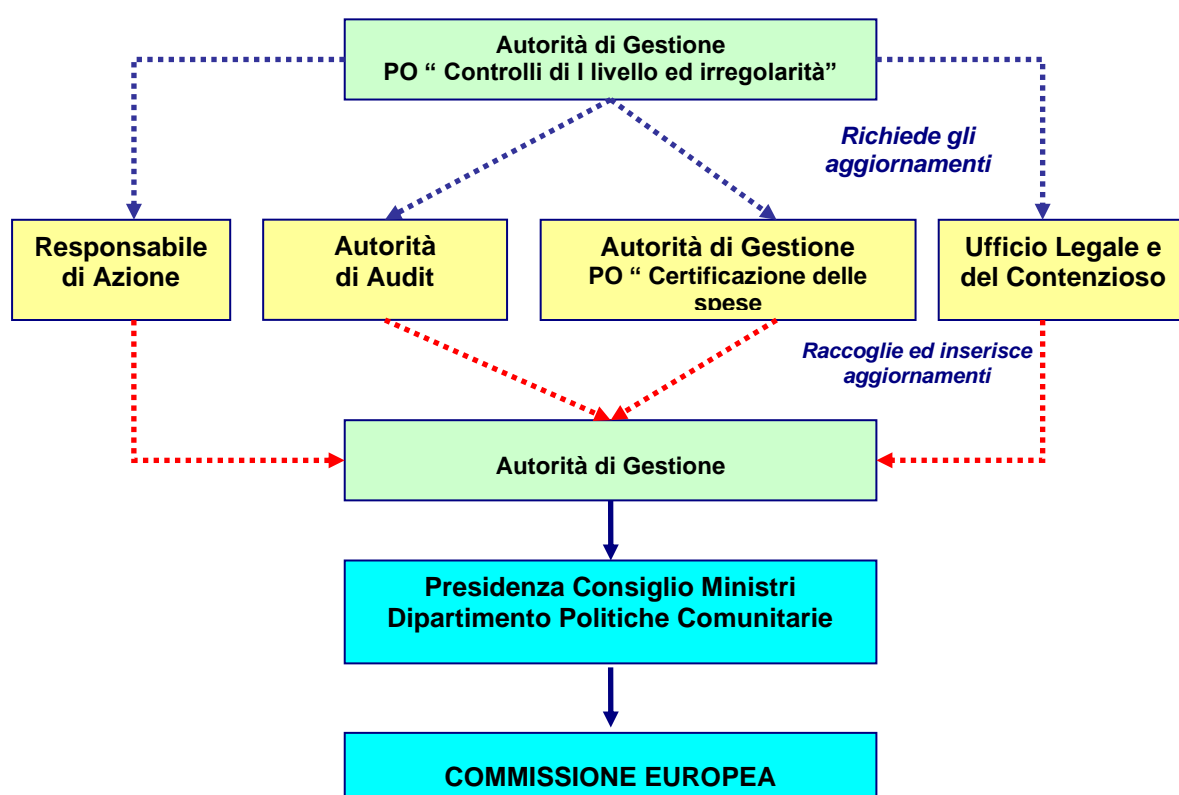 Autorità di Gestione
PO “ Controlli di I livello ed irregolarità”
Richiede gli
aggiornamenti
Responsabile
di Azione
Autorità
di Audit
Autorità di Gestione
PO “ Certificazione delle
spese
Ufficio Legale e
del Contenzioso
Raccoglie ed inserisce
aggiornamenti
Autorità di Gestione
Presidenza Consiglio Ministri
Dipartimento Politiche Comunitarie
COMMISSIONE EUROPEA